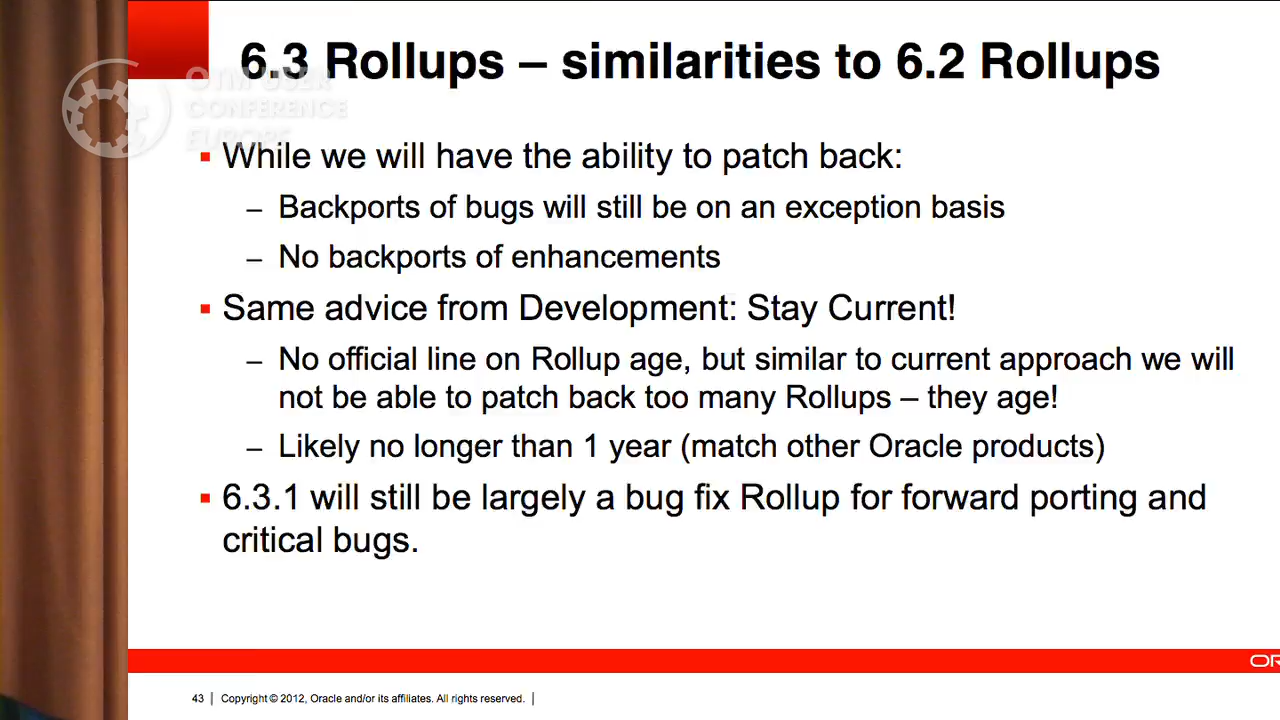 6.3 Rollups – similarities to 6.2 Rollups
OTM USER
CONFERENCE
EUROPE
▪ While we will have the ability to patch back:
– Backports of bugs will still be on an exception basis
– No backports of enhancements
▪ Same advice from Development: Stay Current!
– No official line on Rollup age, but similar to current approach we will
not be able to patch back too many Rollups – they age!
– Likely no longer than 1 year (match other Oracle products)
▪ 6.3.1 will still be largely a bug fix Rollup for forward porting and
critical bugs.
OR
43 | Copyright © 2012, Oracle and/or its affiliates. All rights reserved. |